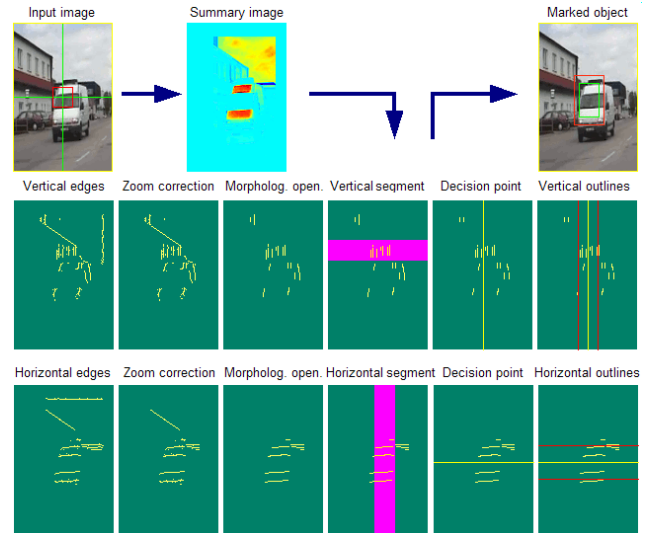 Input image
Summary image
Marked object
Vertical edges
Zoom correction
Morpholog. open.
Vertical segment
Decision point
Vertical outlines
Horizontal edges
Zoom correction
Morpholog. open.
Horizontal segment
Decision point
Horizontal outlines